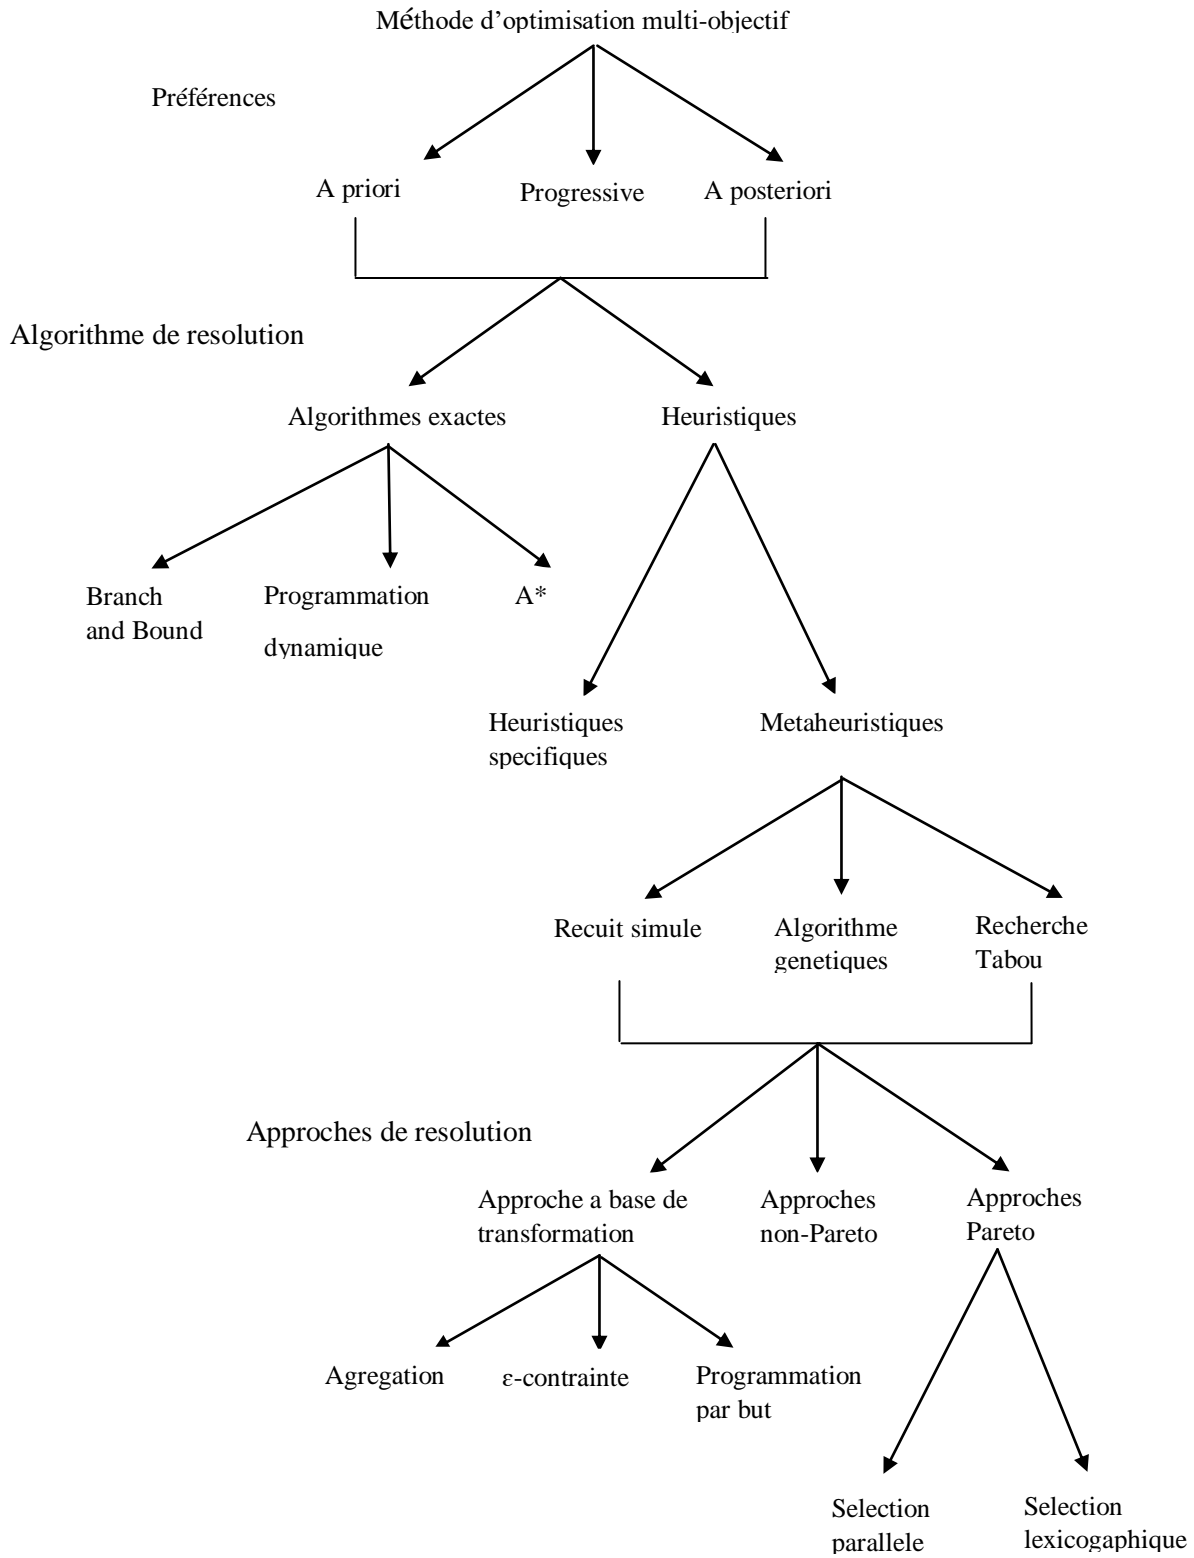 Méthode d'optimisation multi-objectif
Préférences
A priori
Progressive
A posteriori
Algorithme de resolution
Algorithmes exactes
Heuristiques
Branch
and Bound
Programmation
dynamique
A*
Heuristiques
specifiques
Metaheuristiques
Recuit simule
Algorithme
genetiques
Recherche
Tabou
Approches de resolution
Approche a base de
transformation
Approches
non-Pareto
Approches
Pareto
Agregation
ε-contrainte
Programmation
par but
Selection
parallele
Selection
lexicogaphique